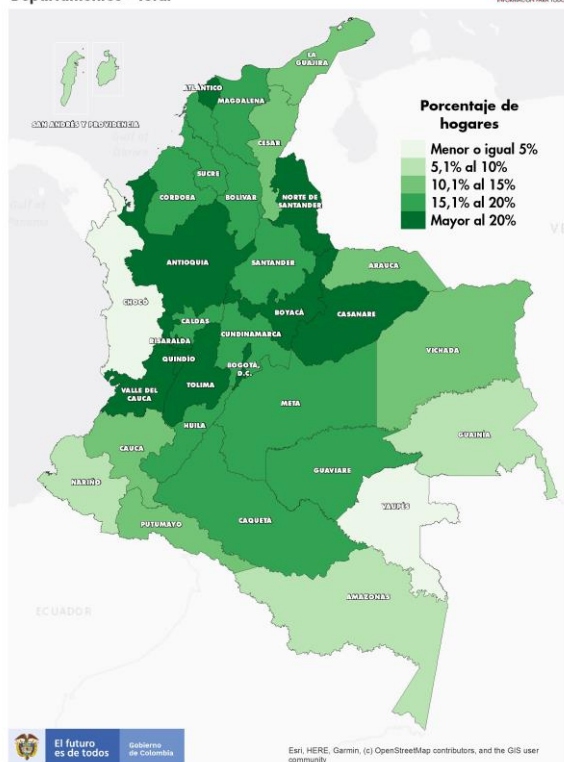 LA
GUAJIRA
ATLÁNTICO
MAGDALENA
SAN ANDRÉS Y PROVIDENCIA
CESAR
Porcentaje de
hogares
Menor o igual 5%
5,1% al 10%
10,1% al 15%
15,1% al 20%
Mayor al 20%
SUCRE
CÓRDOBA
BOLÍVAR
NORTE DE
SANTANDER
ANTIOQUIA
SANTANDER
ARAUCA
CHOCÓ
BOYACÁ
CASANARE
CALDAS
RISARALDA
CUNDINAMARCA
QUINDÍO
BOGOTÁ,
D.C.
VICHADA
VALLE DEL
CAUCA
TOLIMA
META
HUILA
CAUCA
GUAINÍA
GUAVIARE
NARIÑO
VAUPÉS
CAQUETA
PUTUMAYO
AMAZONAS
ECUADOR
El futuro
es de todos
Gobierno
de Colombia
Esri, HERE, Garmin, (c) OpenStreetMap contributors, and the GIS user
community